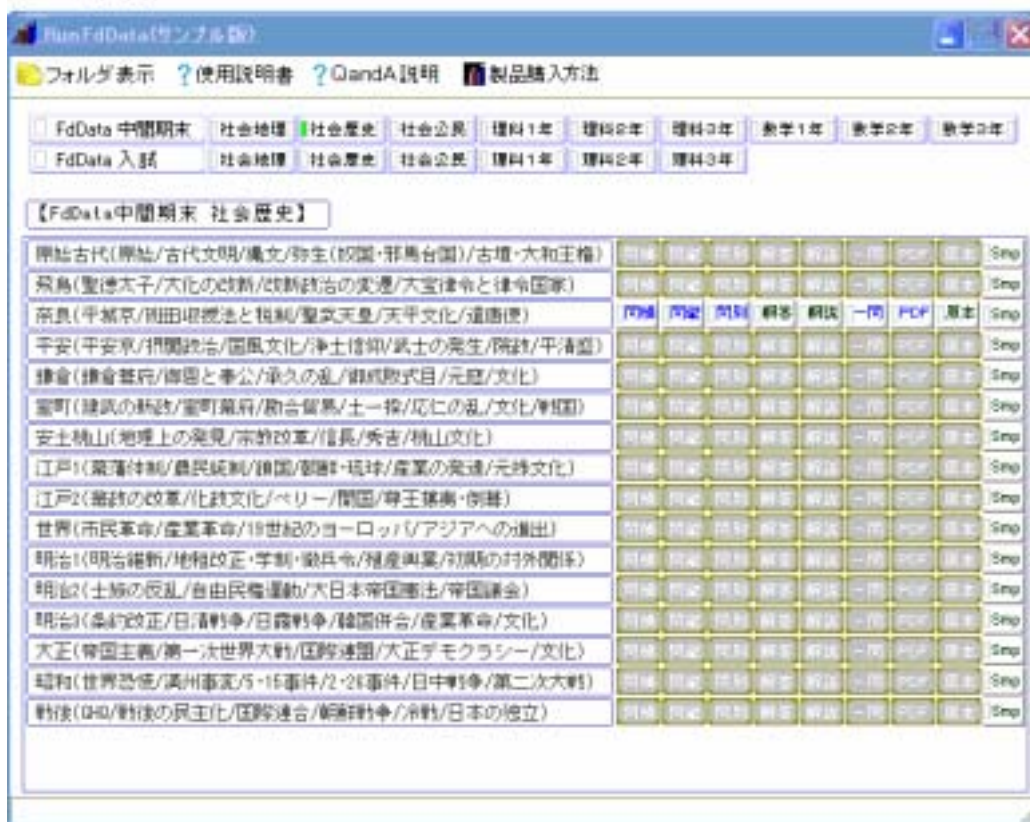 RunFdData(サンプル版)
フォルダ表示 ?使用説明書 ?QandA説明 製品購入方法
FdData 中間期末 社会地理 社会歴史 社会公民 理科1年 理科2年 理科3年 数学1年 数学2年 数学3年
FdData 入試 社会地理 社会歴史 社会公民 理科1年 理科2年 理科3年
【FdData中間期末 社会歴史】
原始古代(原始/古代文明/縄文/弥生(奴国・邪馬台国)/古墳・大和王権) Smp
飛鳥(聖徳太子/大化の改新/改新政治の変遷/大宝律令と律令国家) Smp
奈良(平城京/班田収授法と税制/聖武天皇/天平文化/遣唐使) 問題 解答 解説 一問 PDF 原本 Smp
平安(平安京/摂関政治/国風文化/浄土信仰/武士の発生/院政/平清盛) Smp
鎌倉(鎌倉幕府/御恩と奉公/承久の乱/御成敗式目/元寇/文化) Smp
室町(建武の新政/室町幕府/勘合貿易/土一揆/応仁の乱/文化/戦国) Smp
安土桃山(地理上の発見/宗教改革/信長/秀吉/桃山文化) Smp
江戸1(幕藩体制/農民統制/鎖国/朝鮮・琉球/産業の発達/元禄文化) Smp
江戸2(幕政の改革/化政文化/ペリー/開国/尊王攘夷・倒幕) Smp
世界(市民革命/産業革命/19世紀のヨーロッパ/アジアへの進出) Smp
明治1(明治維新/地租改正・学制・徴兵令/殖産興業/初期の対外関係) Smp
明治2(士族の反乱/自由民権運動/大日本帝国憲法/帝国議会) Smp
明治3(条約改正/日清戦争/日露戦争/韓国併合/産業革命/文化) Smp
大正(帝国主義/第一次世界大戦/国際連盟/大正デモクラシー/文化) Smp
昭和(世界恐慌/満州事変/5・15事件/2・26事件/日中戦争/第二次大戦) Smp
戦後(GHQ/戦後の民主化/国際連合/朝鮮戦争/冷戦/日本の独立) Smp